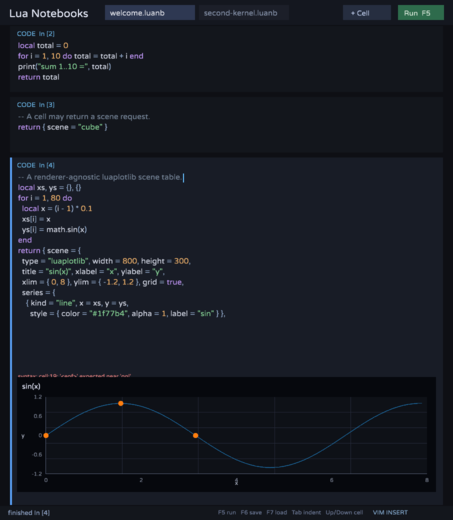 Lua Notebooks
welcome.luanb
second-kernel.luanb
+ Cell
Run F5
CODE In [2]
local total = 0
for i = 1, 10 do total = total + i end
print("sum 1..10 =", total)
return total
CODE In [3]
-- A cell may return a scene request.
return { scene = "cube" }
CODE In [4]
-- A renderer-agnostic luaplotlib scene table.
local xs, ys = {}, {}
for i = 1, 80 do
local x = (i - 1) * 0.1
xs[i] = x
ys[i] = math.sin(x)
end
return { scene = {
type = "luaplotlib", width = 800, height = 300,
title = "sin(x)", xlabel = "x", ylabel = "y",
xlim = { 0, 8 }, ylim = { -1.2, 1.2 }, grid = true,
series = {
{ kind = "line", x = xs, y = ys,
style = { color = "#1f77b4", alpha = 1, label = "sin" } },
sin(x)
1.2
0.6
y 0
-0.6
-1.2
0 2 6 8
finished In [4]
F5 run F6 save F7 load Tab indent Up/Down cell
VIM INSERT